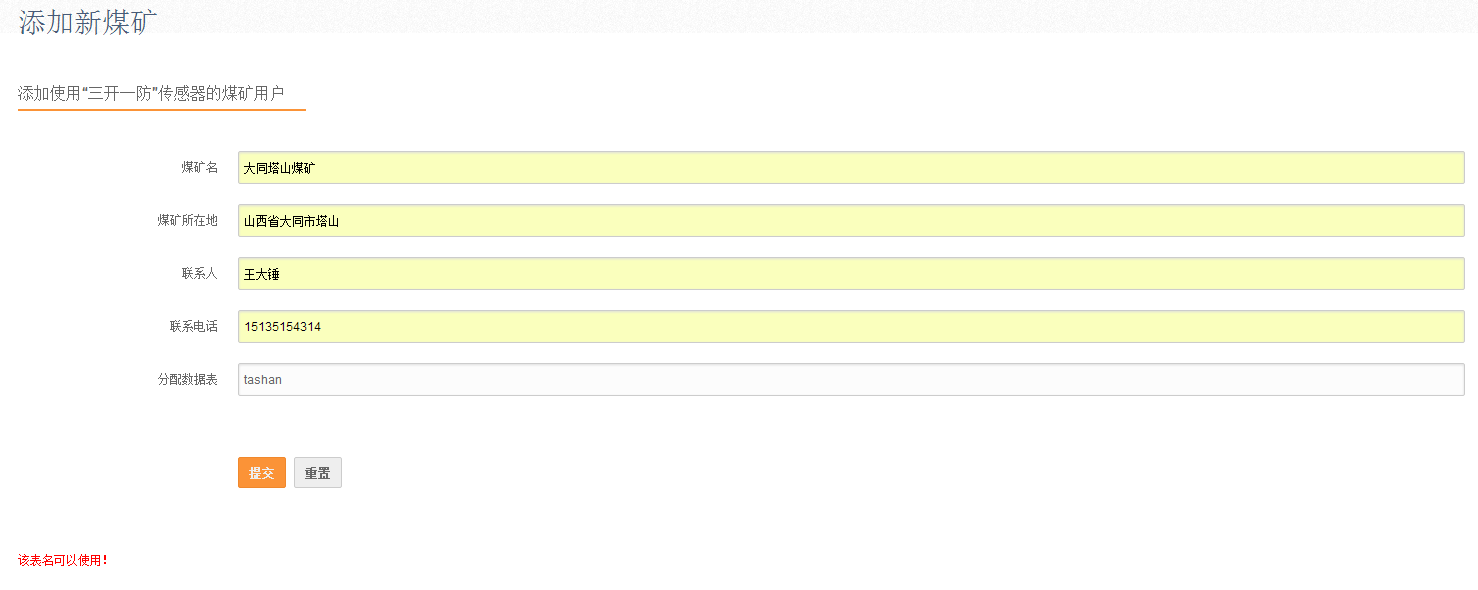 添加新煤矿
添加使用“三开一防”传感器的煤矿用户
煤矿名 大同塔山煤矿
煤矿所在地 山西省大同市塔山
联系人 王大锤
联系电话 15135154314
分配数据表 tashan
提交 重置
该表名可以使用！